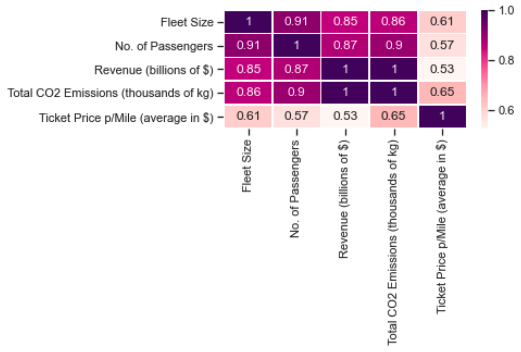 Fleet Size 1 0.91 0.85 0.86 0.61
No. of Passengers 0.91 1 0.87 0.9 0.57
Revenue (billions of $) 0.85 0.87 1 1 0.53
Total CO2 Emissions (thousands of kg) 0.86 0.9 1 1 0.65
Ticket Price p/Mile (average in $) 0.61 0.57 0.53 0.65 1
Fleet Size
No. of Passengers
Revenue (billions of $)
Total CO2 Emissions (thousands of kg)
Ticket Price p/Mile (average in $)
1.0
0.8
0.6